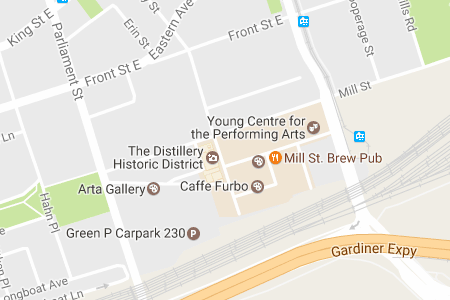 King St E
Parliament St
Erin St
Eastern Ave
Front St E
Front St E
Cooperage St
Mill St
Young Centre for
the Performing Arts
The Distillery
Historic District
Mill St. Brew Pub
Arta Gallery
Caffe Furbo
Hahn Pl
Green P Carpark 230
Gardiner Expy
Longboat Ave
Ln
Ln